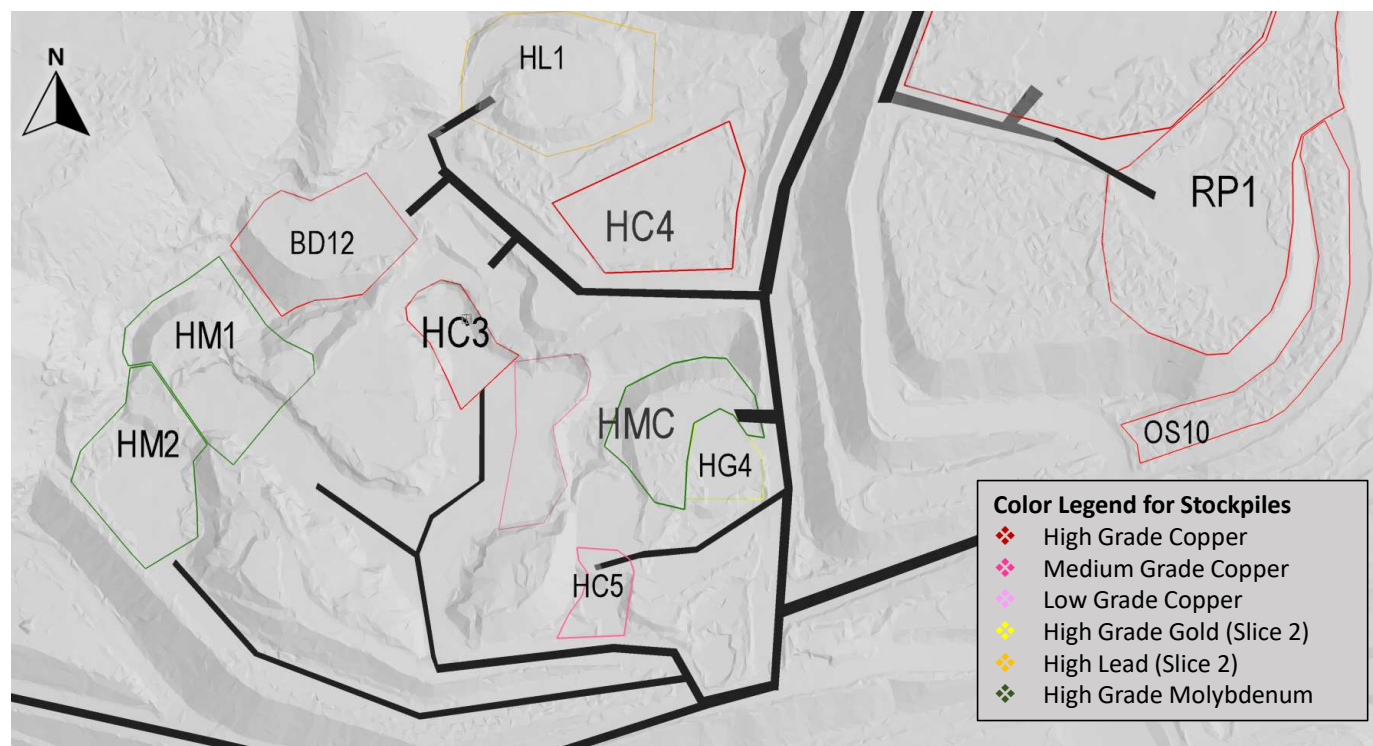 N
HL1
RP1
HC4
BD12
HC3
HM1
HMC
HM2
HG4
OS10
HC5
Color Legend for Stockpiles
High Grade Copper
Medium Grade Copper
Low Grade Copper
High Grade Gold (Slice 2)
High Lead (Slice 2)
High Grade Molybdenum